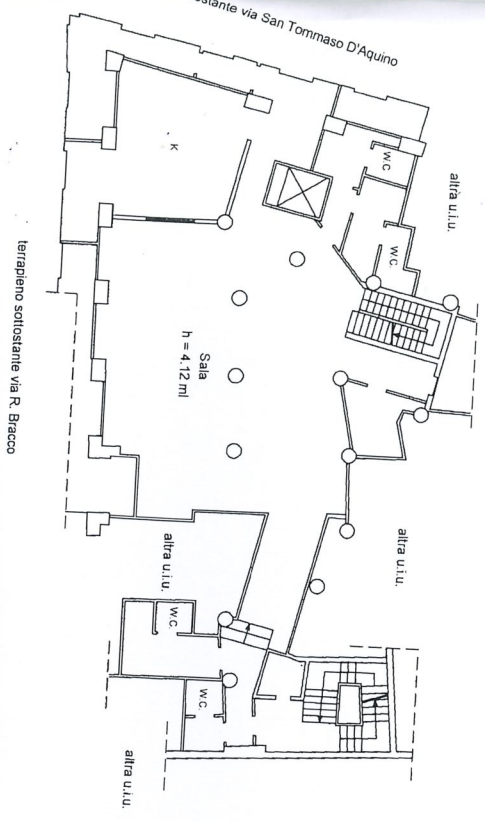 stante via San Tommaso D'Aquino
altra u.i.u.
W.C
K
W.C.
Sala
h = 4.12 ml
terrapieno sottostante via R. Bracco
altra u.i.u.
altra u.i.u.
W.C.
W.C.
altra u.i.u.